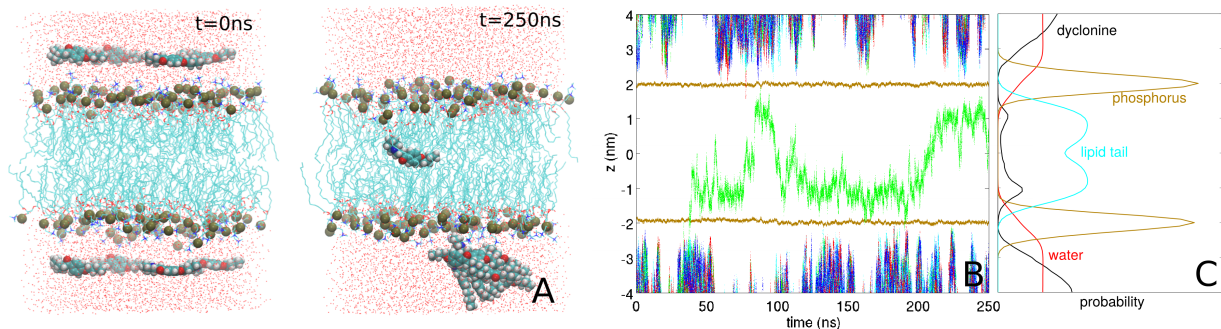 t=0ns
t=250ns
A
4
3
2
1
0
-1
-2
-3
-4
z (nm)
0
50
100
150
200
250
time (ns)
B
dyclonine
phosphorus
lipid tail
water
probability
C